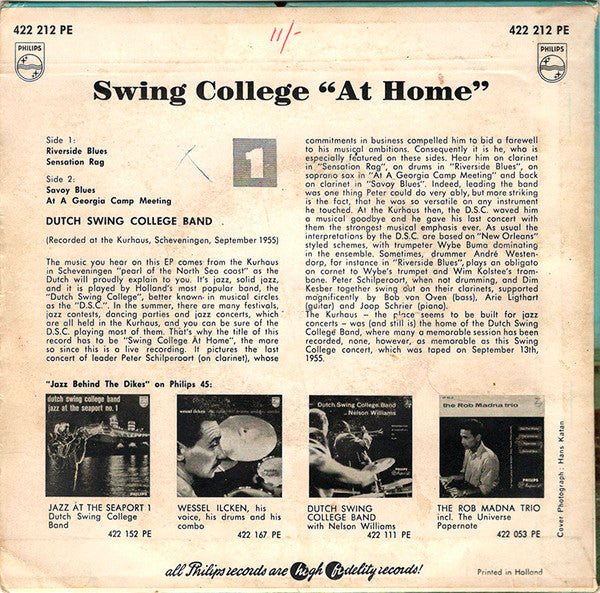 422 212 PE
11/-
422 212 PE
PHILIPS
PHILIPS
Swing College “At Home”
Side 1:
Riverside Blues
Sensation Rag
Side 2:
Savoy Blues
At A Georgia Camp Meeting
1
DUTCH SWING COLLEGE BAND .
(Recorded at the Kurhaus, Scheveningen, September 1955)
The music you hear on this EP comes from the Kurhaus
in Scheveningen “pearl of the North Sea coast” as the
Dutch will proudly explain to you. It's jazz, solid jazz,
and it is played by Holland's most popular band, the
“Dutch Swing College”, better known-in musical circles
as the “D.S.C.”. In the summer, there are many festivals,
jazz contests, dancing parties and jazz concerts, which
are all held in the Kurhaus, and you can be sure of the
D.S.C. playing most of them. That's why the title of this
record has to be “Swing College At Home”, the more
so since this is a live recording. It pictures the last
concert of leader Peter Schilperoort (on clarinet), whose
commitments in business compelled him to bid a farewell
to his musical ambitions. Consequently it is he, who is
especially featured on these sides. Hear him on clarinet
in “Sensation Rag”, on drums in “Riverside Blues”, on
soprano sax in “At A Georgia Camp Meeting” and back
on clarinet in “Savoy Blues”. Indeed, leading the band
was one thing Peter could do very ably, but more striking
is the fact, that he was so versatile on any instrument
he touched. At the Kurhaus then, the D.S.C. waved him
a musical goodbye and he gave his last concert with
them the strongest musical emphasis ever. As usual the
interpretations by the D.S.C. are based on “New Orleans”
styled schemes, with trumpeter Wybe Buma dominating
in the ensemble. Sometimes, drummer André Westen-
dorp, for instance in “Riverside Blues”, plays an obligato
on cornet to Wybe's trumpet and Wim Kolstee's trom-
bone. Peter Schilperoort, when not drumming, and Dim
Kesber together swing out on their clarinets, supported
magnificently by Bob van Oven (bass), Arie Ligthart
(guitar) and Joop Schrier (piano).
The Kurhaus - the place seems to be built for jazz
concerts - was (and still is) the home of the Dutch Swing
College Band, where many a memorable session has been
recorded, none, however, as memorable as this Swing
College concert, which was taped on September 13th,
1955.
“Jazz Behind The Dikes” on Philips 45:
dutch swing college band
jazz at the seaport no. 1
wessel ilcken
Dutch Swing College Band
.. Nelson Williams
PHILIPS
the Rob Madna trio
PHILIPS
JAZZ AT THE SEAPORT 1
Dutch Swing College
Band
422 152 PE
WESSEL ILCKEN, his
voice, his drums and his
combo
422 167 PE
DUTCH SWING
COLLEGE BAND
with Nelson Williams
422 111 PE
THE ROB MADNA TRIO
incl. The Universe
Papernote
422 053 PE
Cover Photograph : Hans Katan
all Philips records are high fidelity records!
Printed in Holland